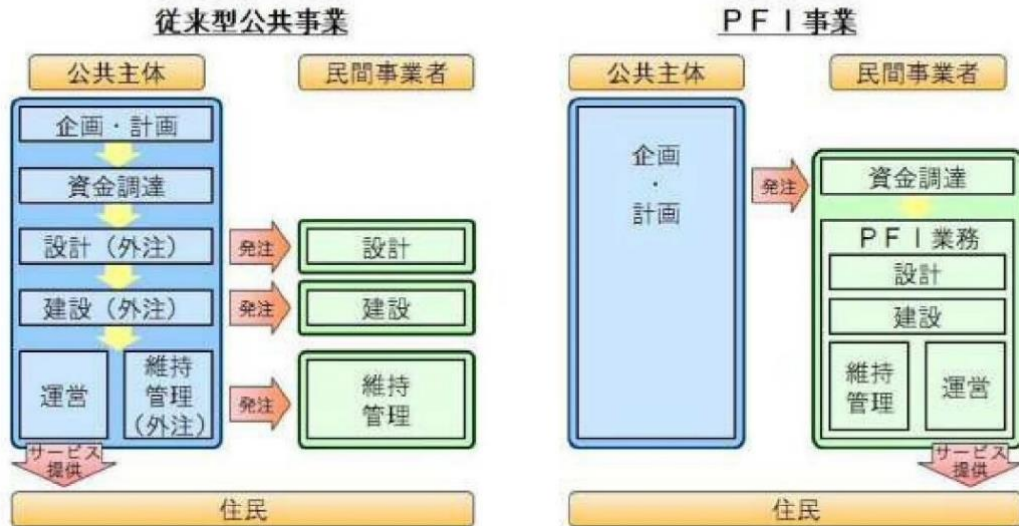 従来型公共事業
公共主体
民間事業者
企画・計画
資金調達
設計（外注）
発注
設計
建設（外注）
発注
建設
運営
維持
管理
（外注）
発注
維持
管理
サービス
提供
住民
ＰＦＩ事業
公共主体
民間事業者
企画
・
計画
発注
資金調達
ＰＦＩ業務
設計
建設
維持
管理
運営
サービス
提供
住民